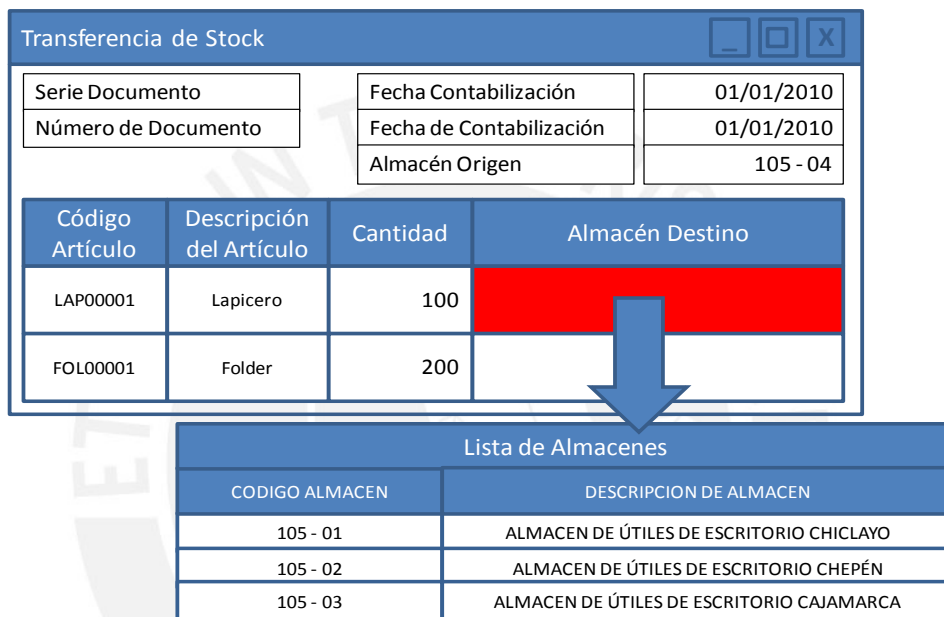 Transferencia de Stock
_ X
Serie Documento
Número de Documento
Fecha Contabilización 01/01/2010
Fecha de Contabilización 01/01/2010
Almacén Origen 105 - 04
Código Artículo Descripción del Artículo Cantidad Almacén Destino
LAP00001 Lapicero 100
FOL00001 Folder 200
Lista de Almacenes
CODIGO ALMACEN DESCRIPCION DE ALMACEN
105 - 01 ALMACEN DE ÚTILES DE ESCRITORIO CHICLAYO
105 - 02 ALMACEN DE ÚTILES DE ESCRITORIO CHEPÉN
105 - 03 ALMACEN DE ÚTILES DE ESCRITORIO CAJAMARCA
ET
INT